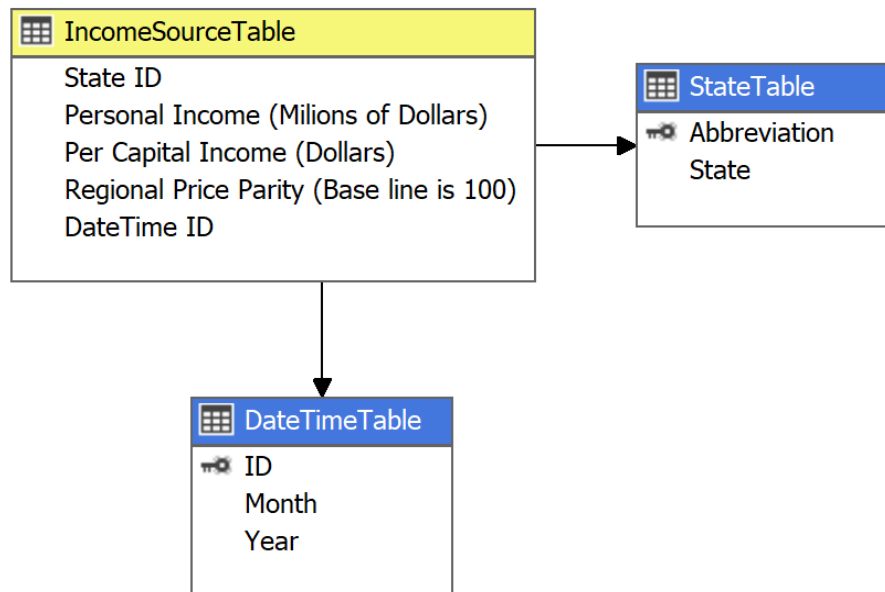 IncomeSourceTable
State ID
Personal Income (Milions of Dollars)
Per Capital Income (Dollars)
Regional Price Parity (Base line is 100)
DateTime ID
StateTable
Abbreviation
State
DateTimeTable
ID
Month
Year